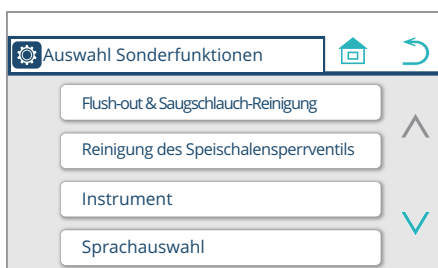 Auswahl Sonderfunktionen
Flush-out & Saugschlauch-Reinigung
Reinigung des Speischalensperrventils
Instrument
Sprachauswahl